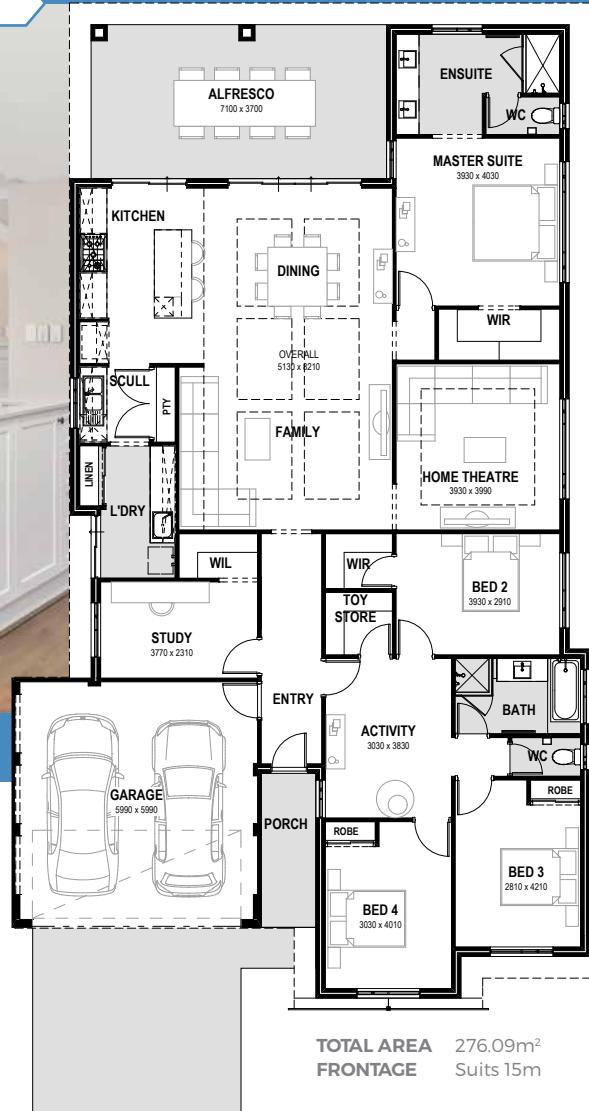 ALFRESCO
7100 x 3700
ENSUITE
WC
MASTER SUITE
3930 x 4030
KITCHEN
DINING
WIR
OVERALL
5130 x 8210
SCULL
PTY
FAMILY
HOME THEATRE
3930 x 3990
LINEN
L'DRY
WIL
WIR
BED 2
3930 x 2910
TOY
STORE
STUDY
3770 x 2310
ENTRY
BATH
ACTIVITY
3030 x 3830
WC
GARAGE
5990 x 5990
PORCH
ROBE
ROBE
BED 3
2810 x 4210
BED 4
3030 x 4010
TOTAL AREA 276.09m²
FRONTAGE Suits 15m